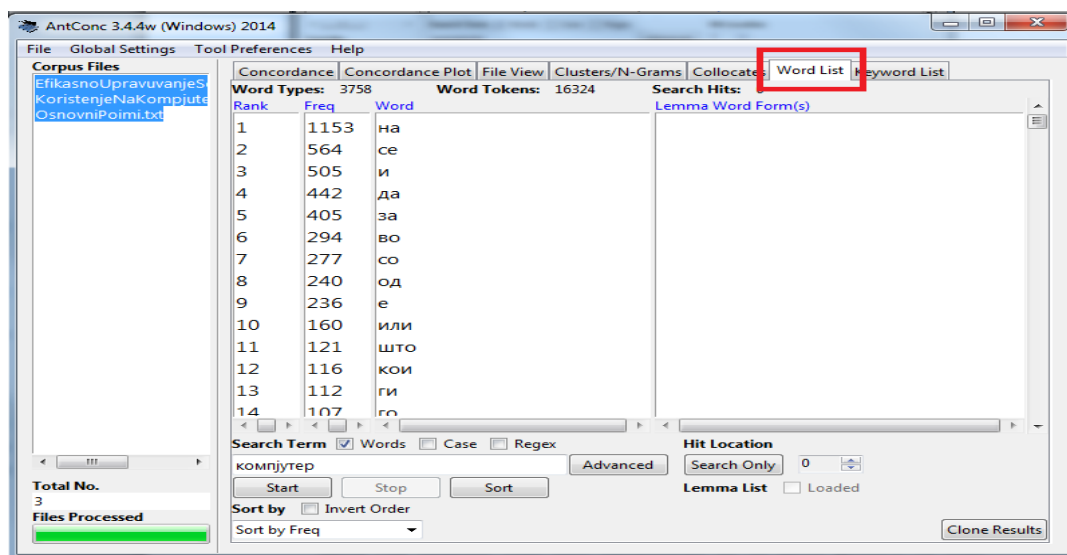 AntConc 3.4.4w (Windows) 2014
File Global Settings Tool Preferences Help
Corpus Files
EfikasnoUpravuvanjeS
KoristenjeNaKompjute
OsnovniPoimi.txt
Concordance Concordance Plot File View Clusters/N-Grams Collocates Word List Keyword List
Word Types: 3758 Word Tokens: 16324 Search Hits:
Rank Freq Word Lemma Word Form(s)
1 1153 на
2 564 се
3 505 и
4 442 да
5 405 за
6 294 во
7 277 со
8 240 од
9 236 е
10 160 или
11 121 што
12 116 кои
13 112 ги
14 107 го
Search Term Words Case Regex Hit Location
компјутер Advanced Search Only 0
Total No.
3
Start Stop Sort Lemma List Loaded
Files Processed
Sort by Invert Order
Sort by Freq Clone Results